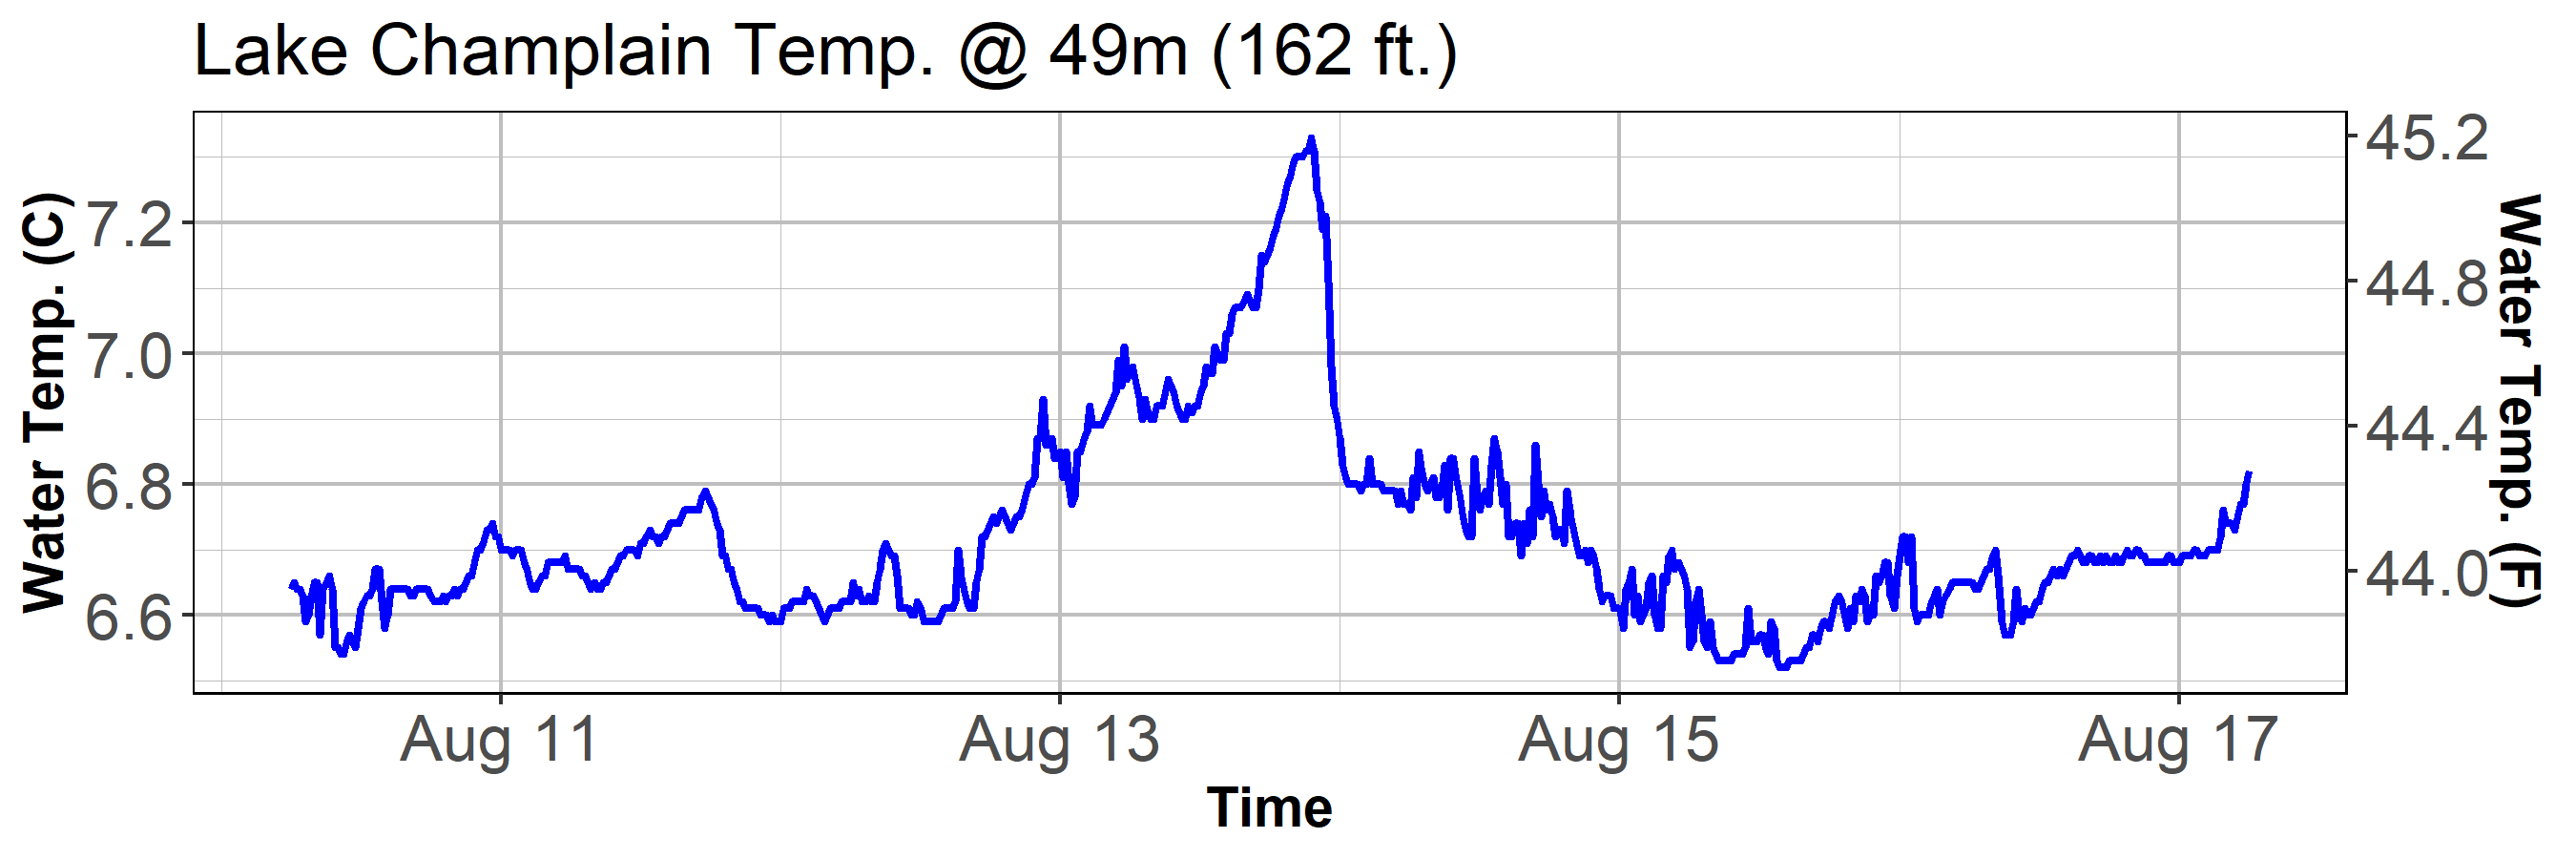 Lake Champlain Temp. @ 49m (162 ft.)
Water Temp. (C)
7.2
7.0
6.8
6.6
45.2
44.8
44.4
44.0
Water Temp. (F)
Aug 11
Aug 13
Aug 15
Aug 17
Time